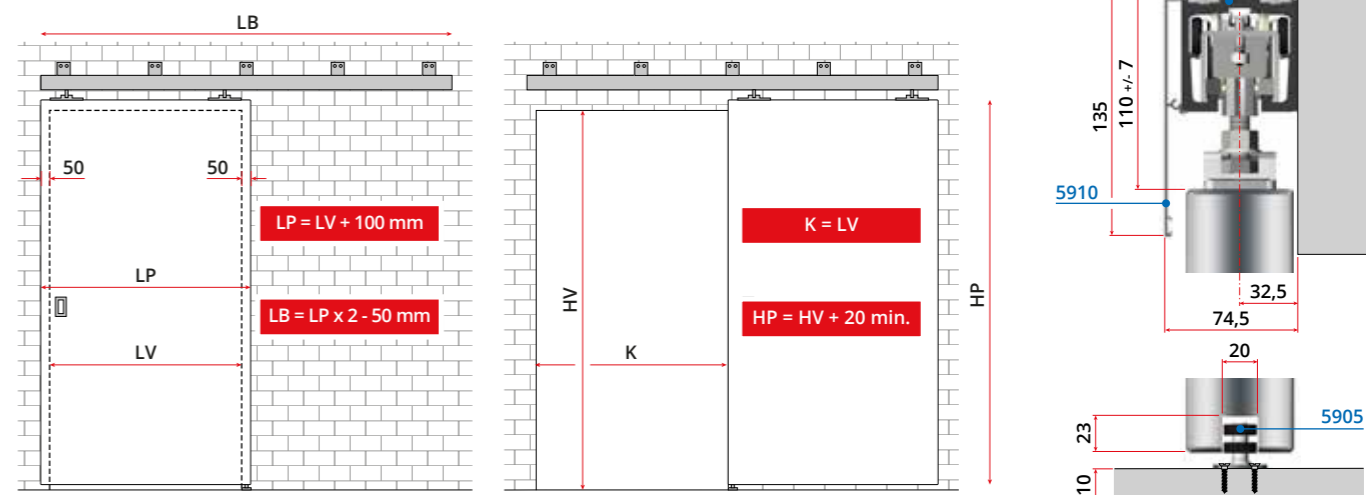 LB
50
50
LP = LV + 100 mm
LP
LB = LP x 2 - 50 mm
LV
HV
K = LV
HP = HV + 20 min.
K
HP
135
110 +/- 7
5910
32,5
74,5
20
23
5905
10